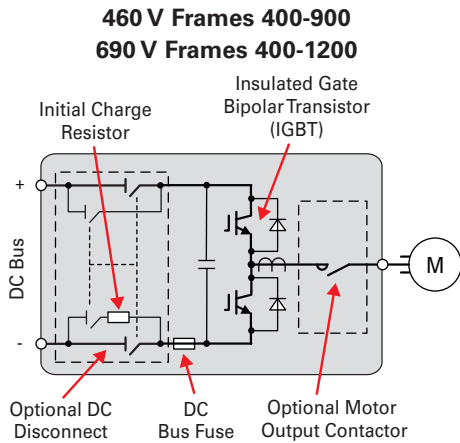 460 V Frames 400-900
690 V Frames 400-1200
Insulated Gate
Bipolar Transistor
(IGBT)
Initial Charge
Resistor
+
DC Bus
M
-
Optional DC
Disconnect
DC
Bus Fuse
Optional Motor
Output Contactor